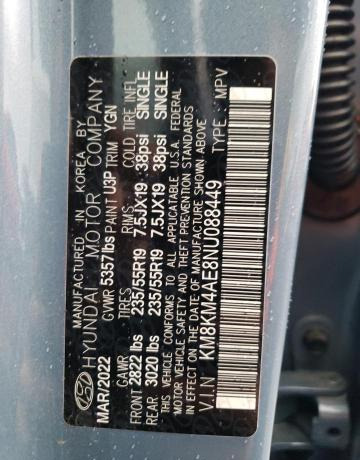 MANUFACTURED IN KOREA BY
HYUNDAI MOTOR COMPANY
MAR/2022 GVWR 5357lbs PAINT U3P TRIM YGN
GAWR TIRES RIMS COLD TIRE INFL.
FRONT 2822 lbs 235/55R19 7.5JX19 38psi SINGLE
REAR 3020 lbs 235/55R19 7.5JX19 38psi SINGLE
THIS VEHICLE CONFORMS TO ALL APPLICABLE U.S.A. FEDERAL
MOTOR VEHICLE SAFETY AND THEFT PREVENTION STANDARDS
IN EFFECT ON THE DATE OF MANUFACTURE SHOWN ABOVE
V.I.N : KM8KM4AE8NU088449
TYPE : MPV